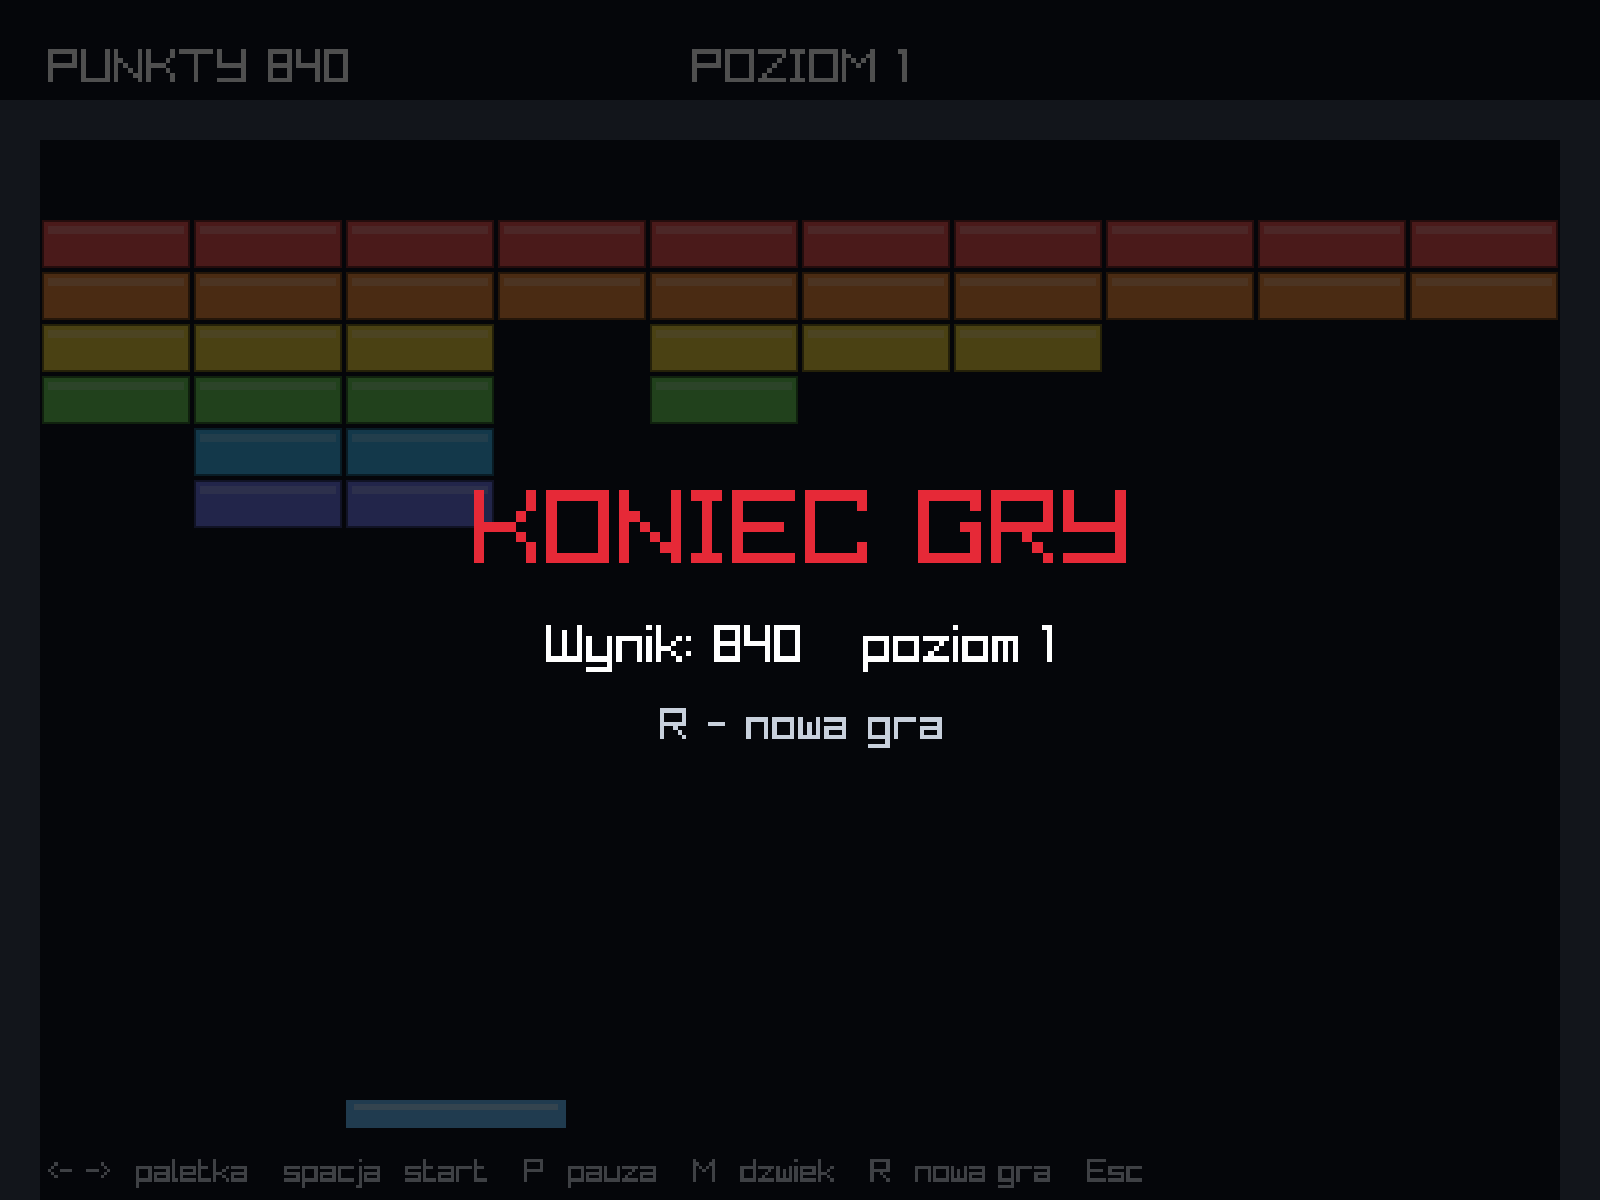 PUNKTY 840 POZIOM 1
KONIEC GRY
Wynik: 840 poziom 1
R - nowa gra
<- -> paletka spacja start P pauza M dzwiek R nowa gra Esc